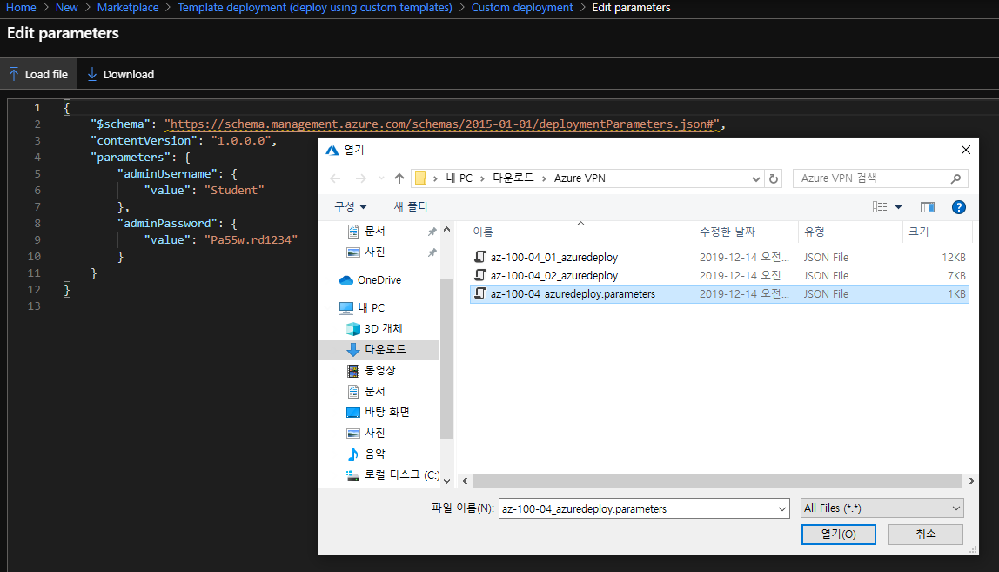 Home > New > Marketplace > Template deployment (deploy using custom templates) > Custom deployment > Edit parameters
Edit parameters
Load file
Download
1 {
2 "$schema": "https://schema.management.azure.com/schemas/2015-01-01/deploymentParameters.json#",
3 "contentVersion": "1.0.0.0",
4 "parameters": {
5 "adminUsername": {
6 "value": "Student"
7 },
8 "adminPassword": {
9 "value": "Pa55w.rd1234"
10 }
11 }
12 }
13
열기
내 PC > 다운로드 > Azure VPN
Azure VPN 검색
구성
새 폴더
문서
사진
OneDrive
내 PC
3D 개체
다운로드
동영상
문서
바탕 화면
사진
음악
로컬 디스크 (C:)
이름 수정한 날짜 유형 크기
az-100-04_01_azuredeploy 2019-12-14 오전... JSON File 12KB
az-100-04_02_azuredeploy 2019-12-14 오전... JSON File 7KB
az-100-04_azuredeploy.parameters 2019-12-14 오전... JSON File 1KB
파일 이름(N): az-100-04_azuredeploy.parameters
All Files (*.*)
열기(O)
취소